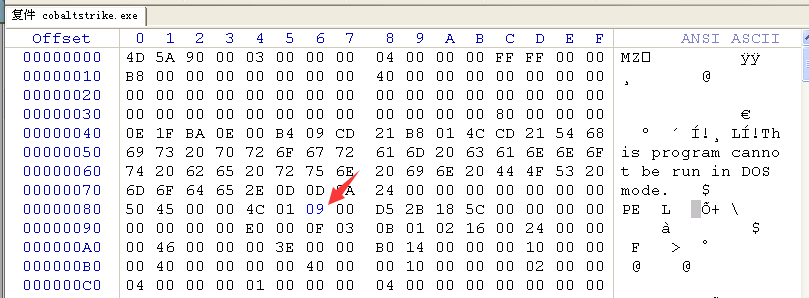 复件 cobaltstrike.exe
Offset 0 1 2 3 4 5 6 7 8 9 A B C D E F ANSI ASCII
00000000 4D 5A 90 00 03 00 00 00 04 00 00 00 FF FF 00 00 MZ□ ÿÿ
00000010 B8 00 00 00 00 00 00 00 40 00 00 00 00 00 00 00 ¸ @
00000020 00 00 00 00 00 00 00 00 00 00 00 00 00 00 00 00
00000030 00 00 00 00 00 00 00 00 00 00 00 00 80 00 00 00 €
00000040 0E 1F BA 0E 00 B4 09 CD 21 B8 01 4C CD 21 54 68 º ´ Í!¸ LÍ!Th
00000050 69 73 20 70 72 6F 67 72 61 6D 20 63 61 6E 6E 6F is program canno
00000060 74 20 62 65 20 72 75 6E 20 69 6E 20 44 4F 53 20 t be run in DOS
00000070 6D 6F 64 65 2E 0D 0D 0A 24 00 00 00 00 00 00 00 mode. $
00000080 50 45 00 00 4C 01 09 00 D5 2B 18 5C 00 00 00 00 PE L Õ+ \
00000090 00 00 00 00 E0 00 0F 03 0B 01 02 16 00 24 00 00 à $
000000A0 00 46 00 00 00 3E 00 00 B0 14 00 00 00 10 00 00 F > °
000000B0 00 40 00 00 00 00 40 00 00 10 00 00 00 02 00 00 @ @
000000C0 04 00 00 00 01 00 00 00 04 00 00 00 00 00 00 00